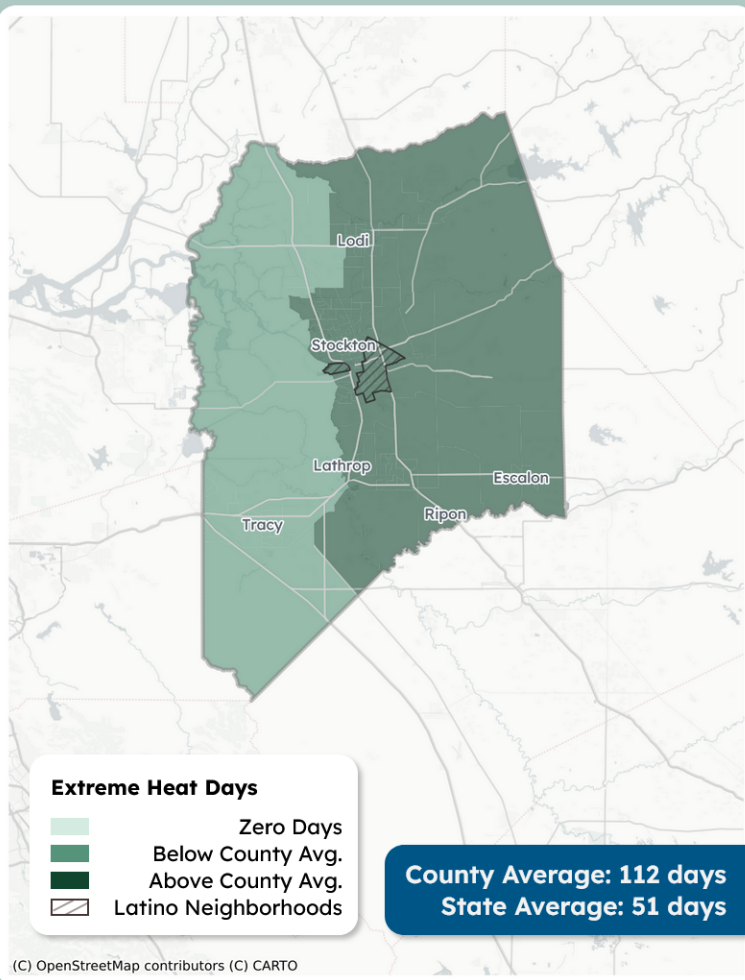 Lodi
Stockton
Lathrop
Escalon
Ripon
Tracy
Extreme Heat Days
Zero Days
Below County Avg.
Above County Avg.
Latino Neighborhoods
County Average: 112 days
State Average: 51 days
(C) OpenStreetMap contributors (C) CARTO